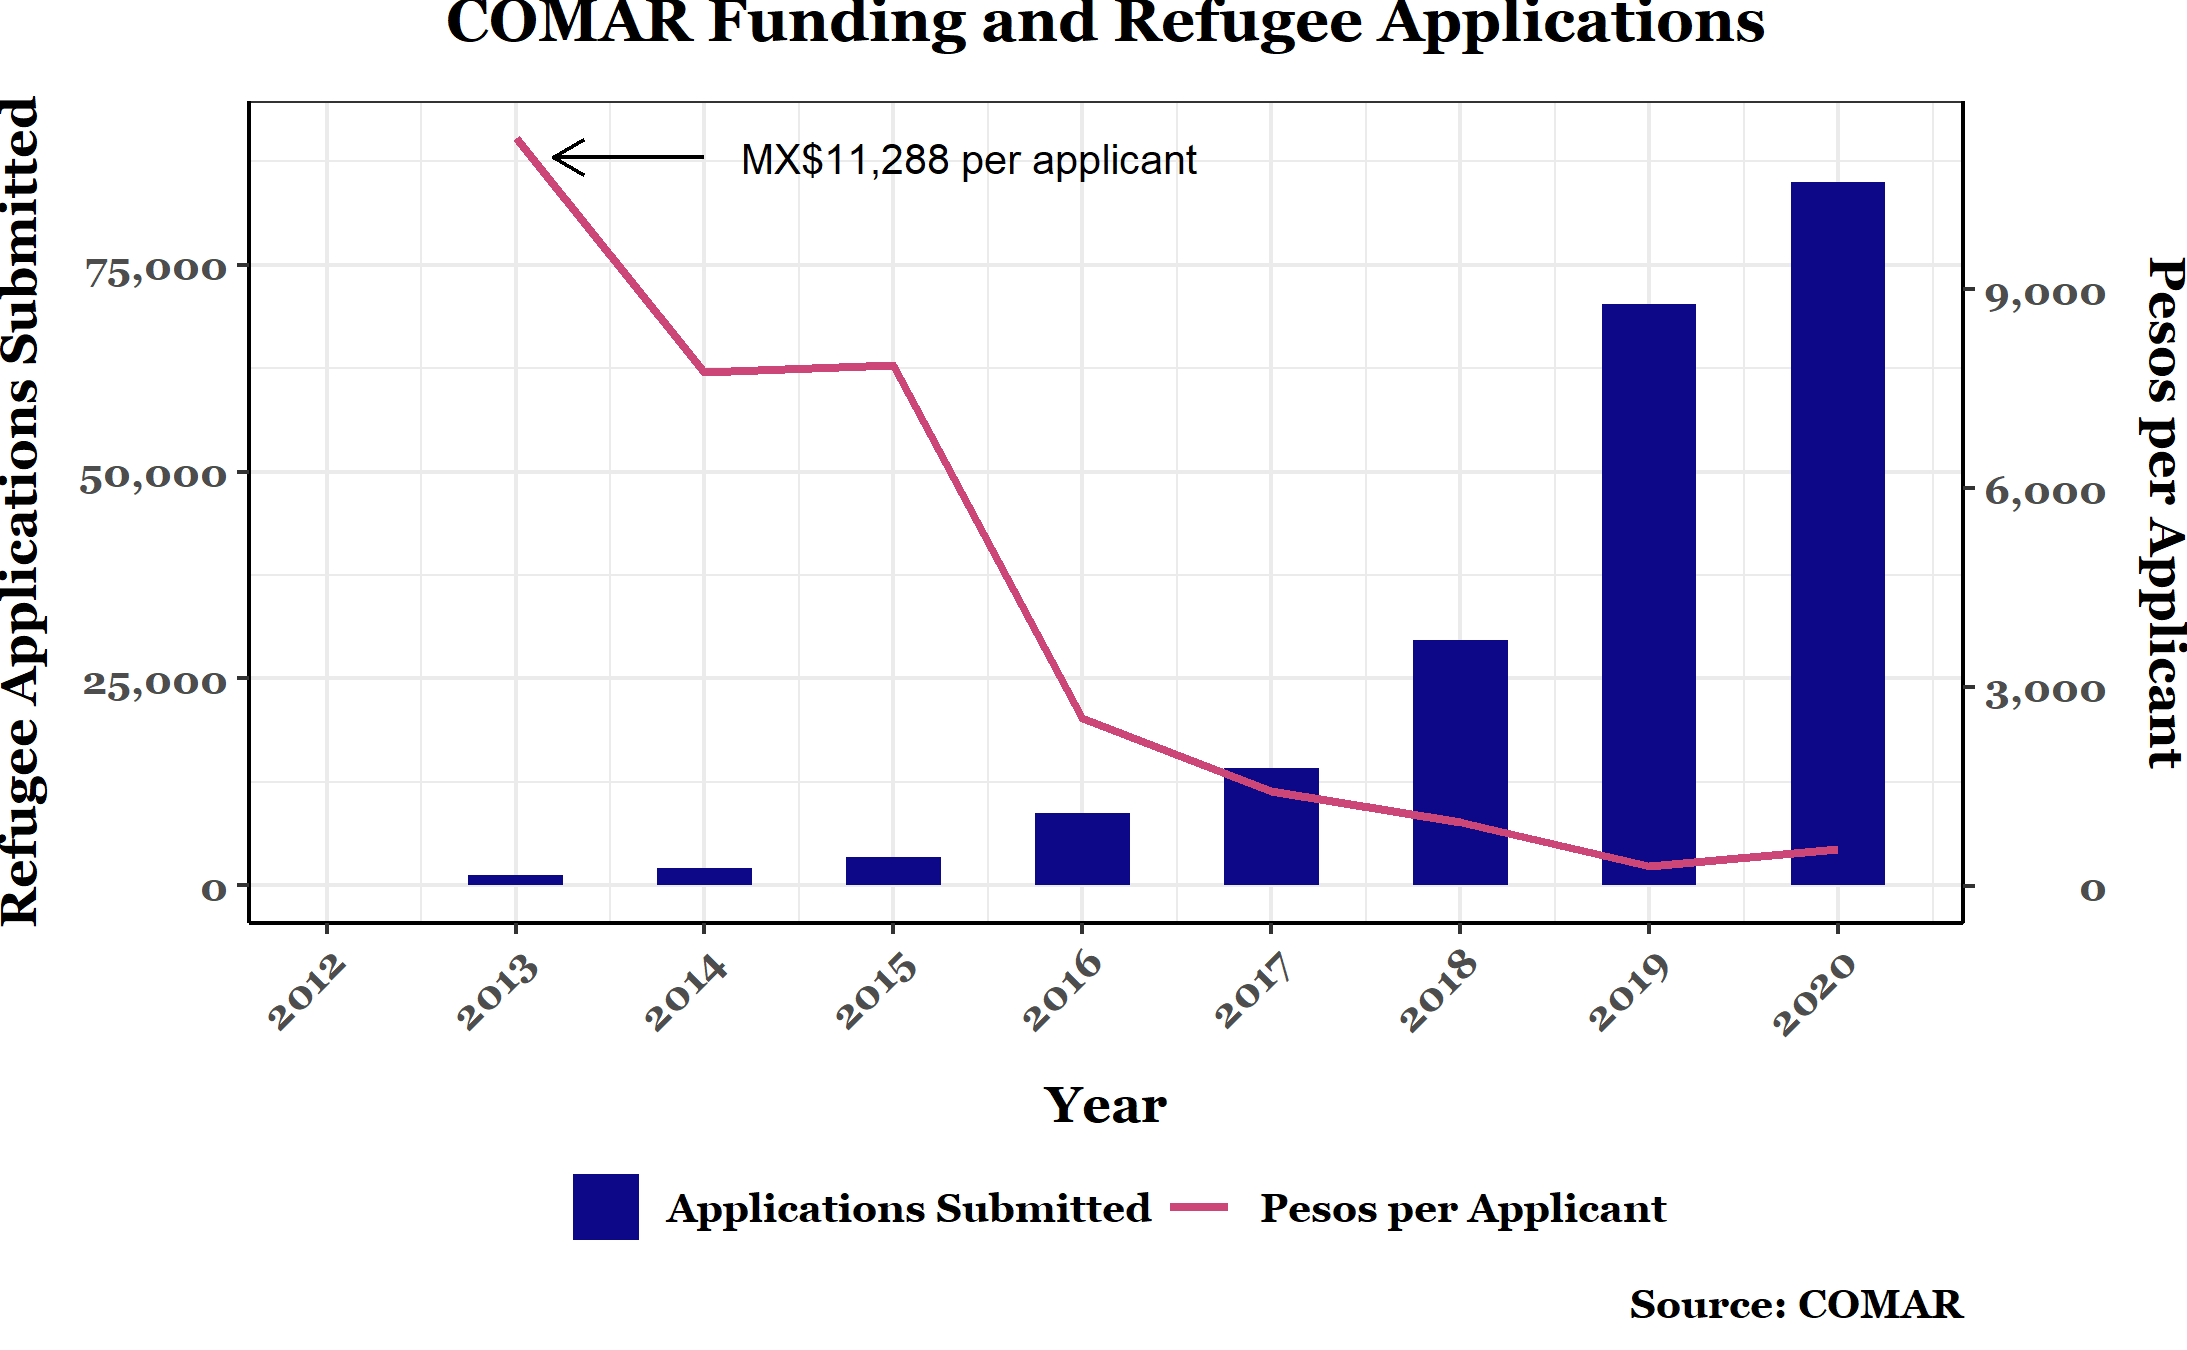 COMAR Funding and Refugee Applications
Refugee Applications Submitted
75,000
50,000
25,000
0
MX$11,288 per applicant
9,000
6,000
3,000
0
Pesos per Applicant
2012
2013
2014
2015
2016
2017
2018
2019
2020
Year
Applications Submitted
Pesos per Applicant
Source: COMAR